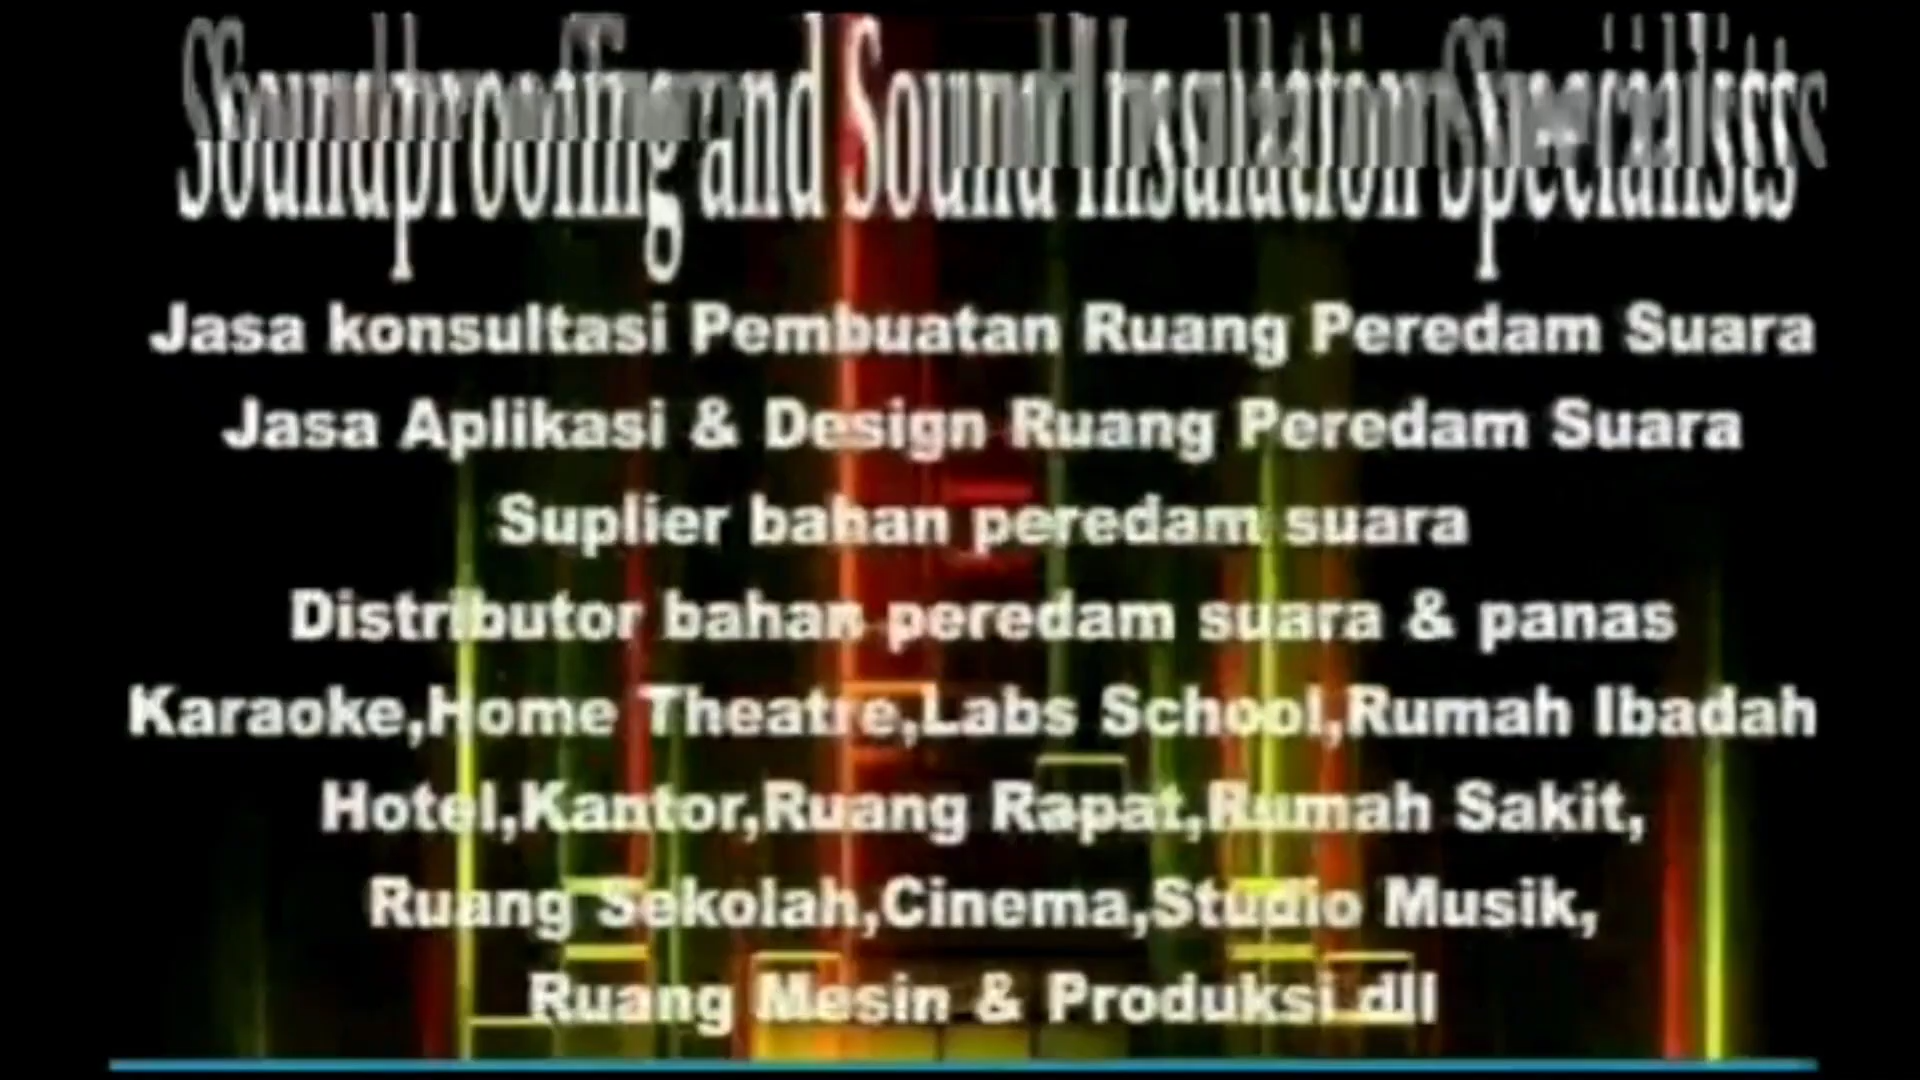 Soundproofing and Sound Insulation Specialists
Jasa konsultasi Pembuatan Ruang Peredam Suara
Jasa Aplikasi & Design Ruang Peredam Suara
Suplier bahan peredam suara
Distributor bahan peredam suara & panas
Karaoke,Home Theatre,Labs School,Rumah Ibadah
Hotel,Kantor,Ruang Rapat,Rumah Sakit,
Ruang Sekolah,Cinema,Studio Musik,
Ruang Mesin & Produksi dll